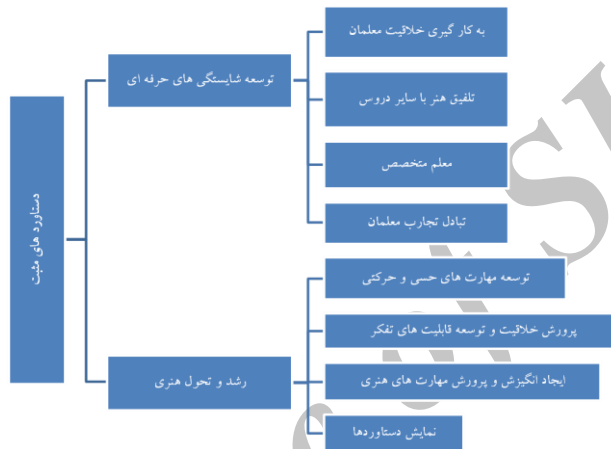 دستاورد های مثبت
توسعه شایستگی های حرفه ای
به کار گیری خلاقیت معلمان
تلفیق هنر با سایر دروس
معلم متخصص
تبادل تجارب معلمان
رشد و تحول هنری
توسعه مهارت های حسی و حرکتی
پرورش خلاقیت و توسعه قابلیت های تفکر
ایجاد انگیزش و پرورش مهارت های هنری
نمایش دستاوردها